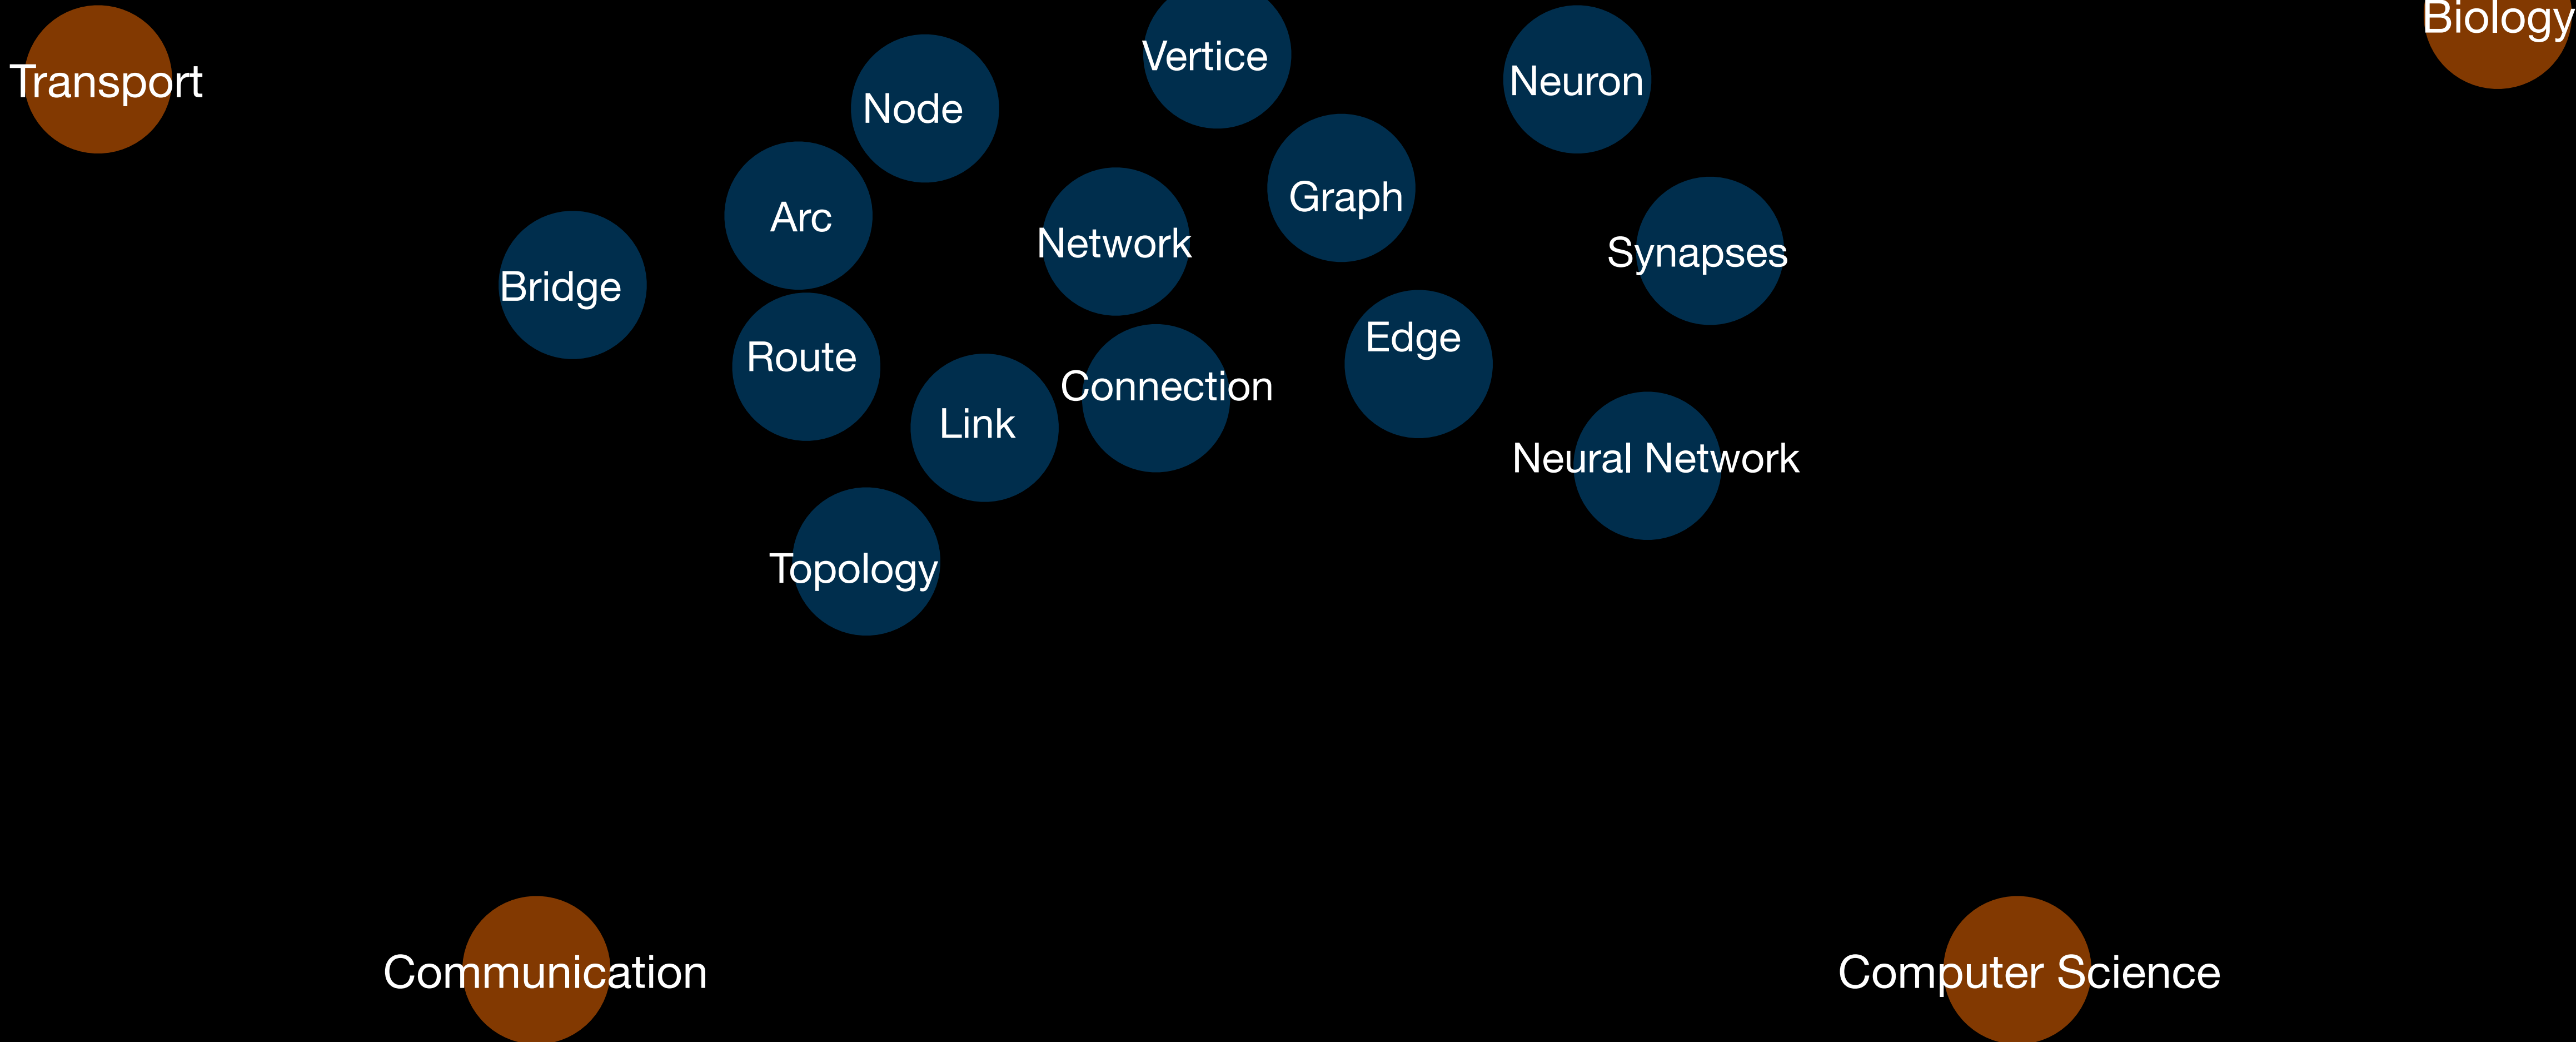 Transport
Biology
Vertice
Neuron
Node
Graph
Arc
Network
Synapses
Bridge
Edge
Route
Connection
Link
Neural Network
Topology
Communication
Computer Science